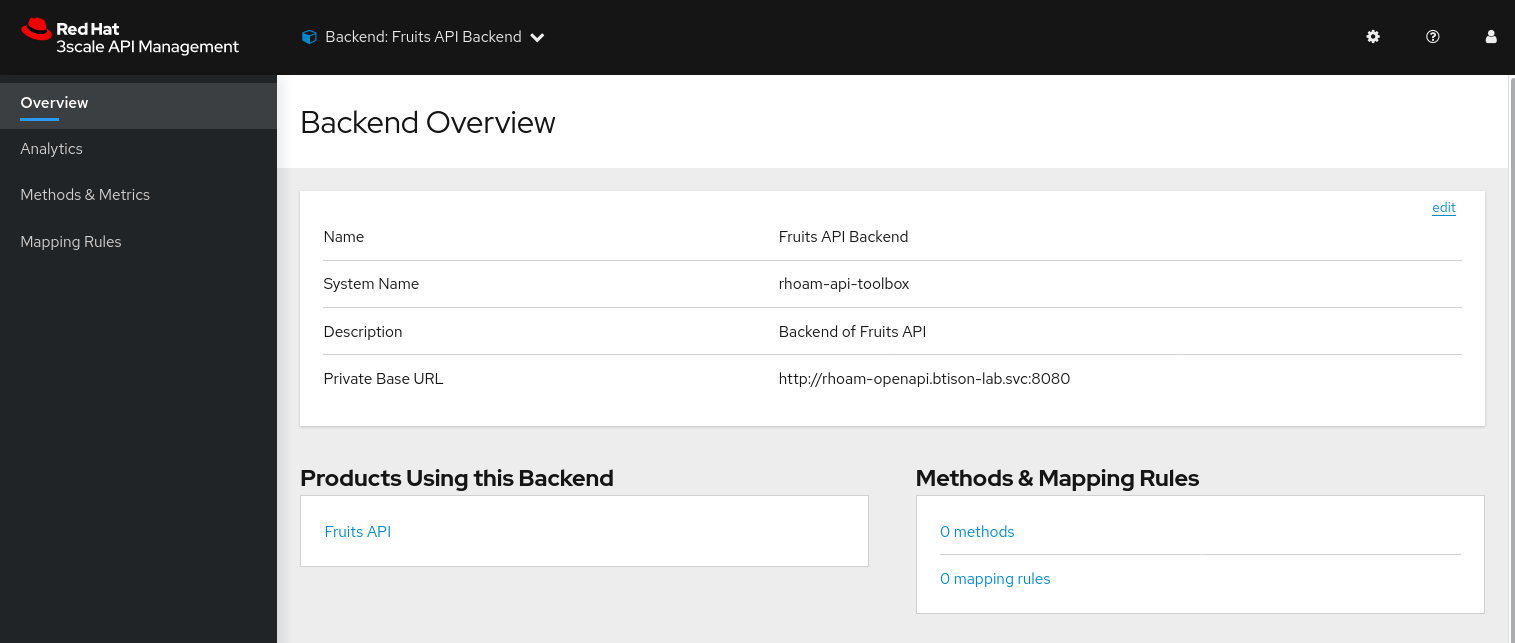 Red Hat
3scale API Management
Backend: Fruits API Backend
Overview
Analytics
Methods & Metrics
Mapping Rules
Backend Overview
edit
Name Fruits API Backend
System Name rhoam-api-toolbox
Description Backend of Fruits API
Private Base URL http://rhoam-openapi.btison-lab.svc:8080
Products Using this Backend
Fruits API
Methods & Mapping Rules
0 methods
0 mapping rules